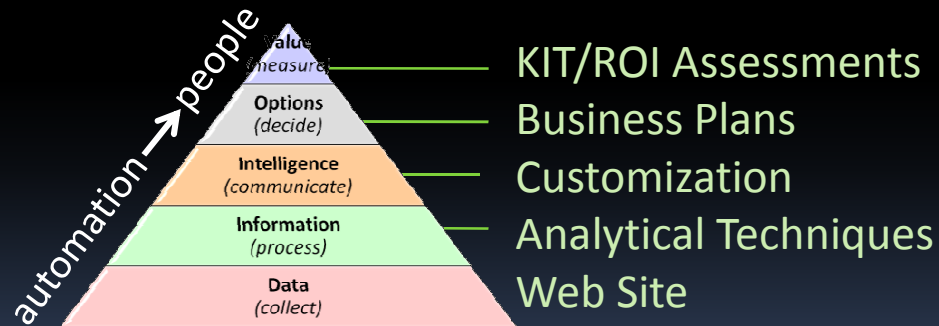 automation → people
Value
(measure)
Options
(decide)
Intelligence
(communicate)
Information
(process)
Data
(collect)
KIT/ROI Assessments
Business Plans
Customization
Analytical Techniques
Web Site